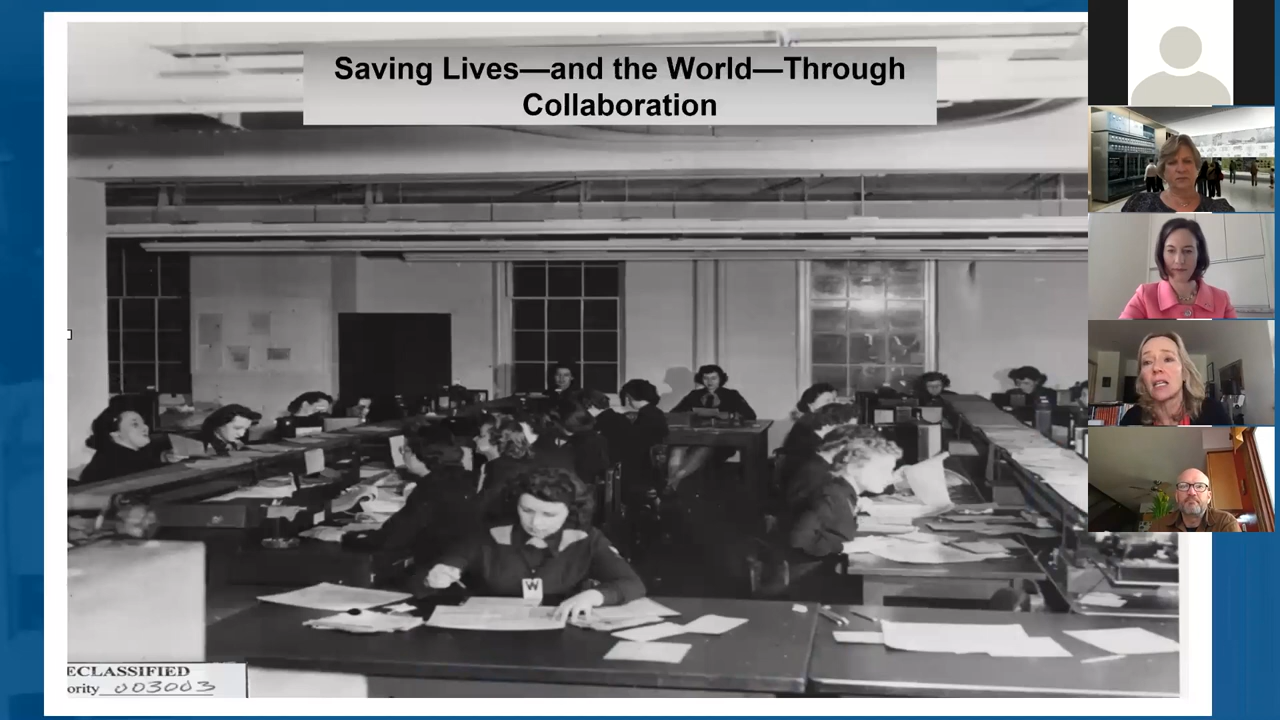 Saving Lives—and the World—Through
Collaboration
W
ECLASSIFIED
ority 003003